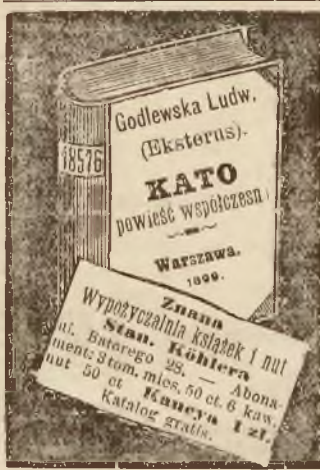 Godlewska Ludw.
(Eksterus).
18576
KATO
powieść współczesn
Warszawa.
1899.
Znana
Wypożyczalnia książek i nut
Stan. Köhlera
ul. Batorego 28. — Abona-
ment: 3 tom. mies. 50 ct. 6 kaw.
nut 50 ct Kaucya 1 zł.
Katalog gratis.